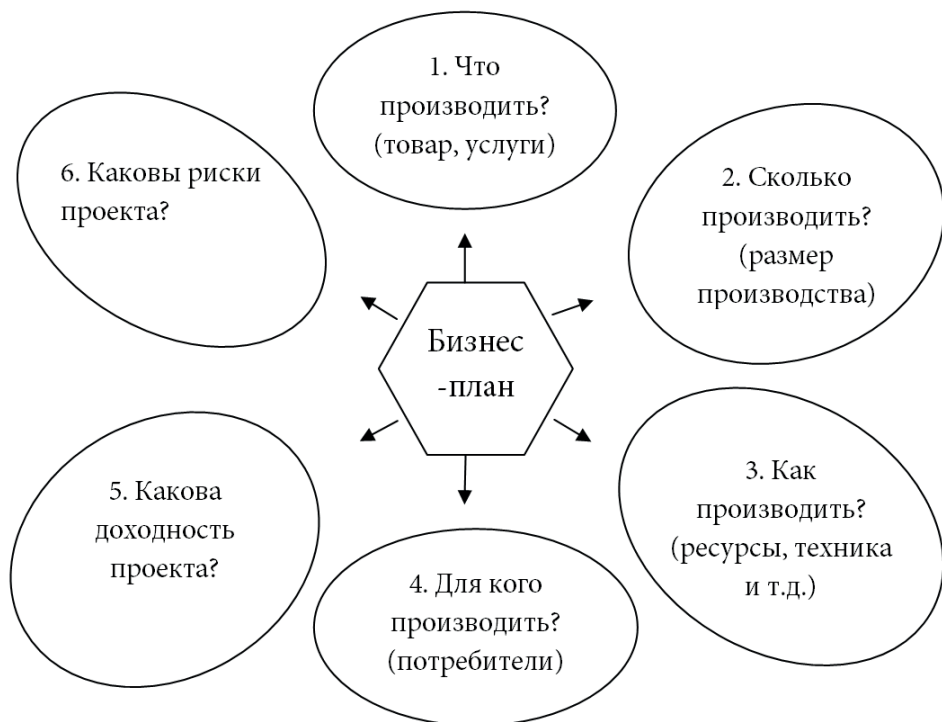 1. Что
производить?
(товар, услуги)
2. Сколько
производить?
(размер
производства)
3. Как
производить?
(ресурсы, техника
и т.д.)
4. Для кого
производить?
(потребители)
5. Какова
доходность
проекта?
6. Каковы риски
проекта?
Бизнес
-план